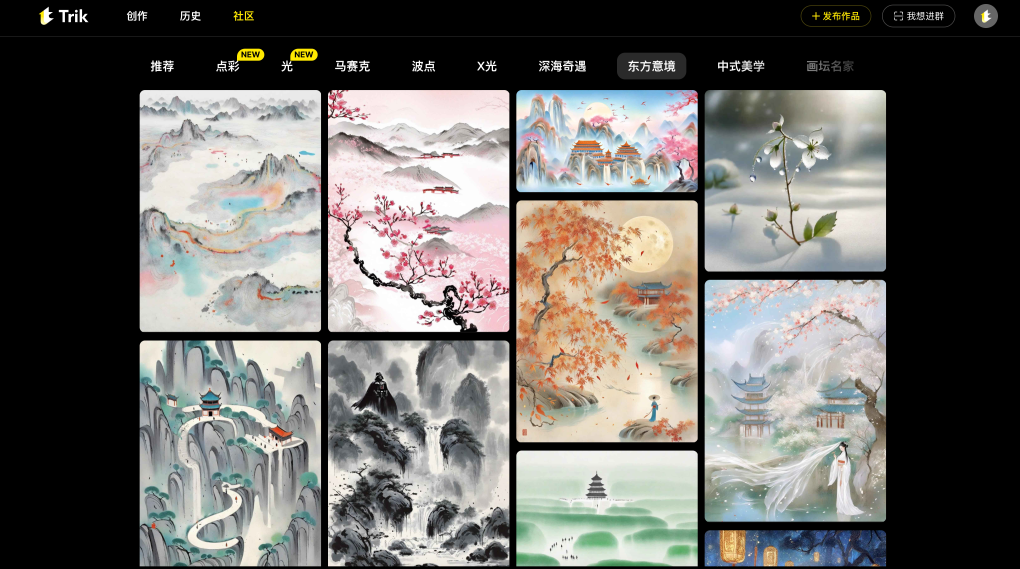 Trik
创作
历史
社区
+ 发布作品
我想进群
推荐
点彩
NEW
光
NEW
马赛克
波点
X光
深海奇遇
东方意境
中式美学
画坛名家